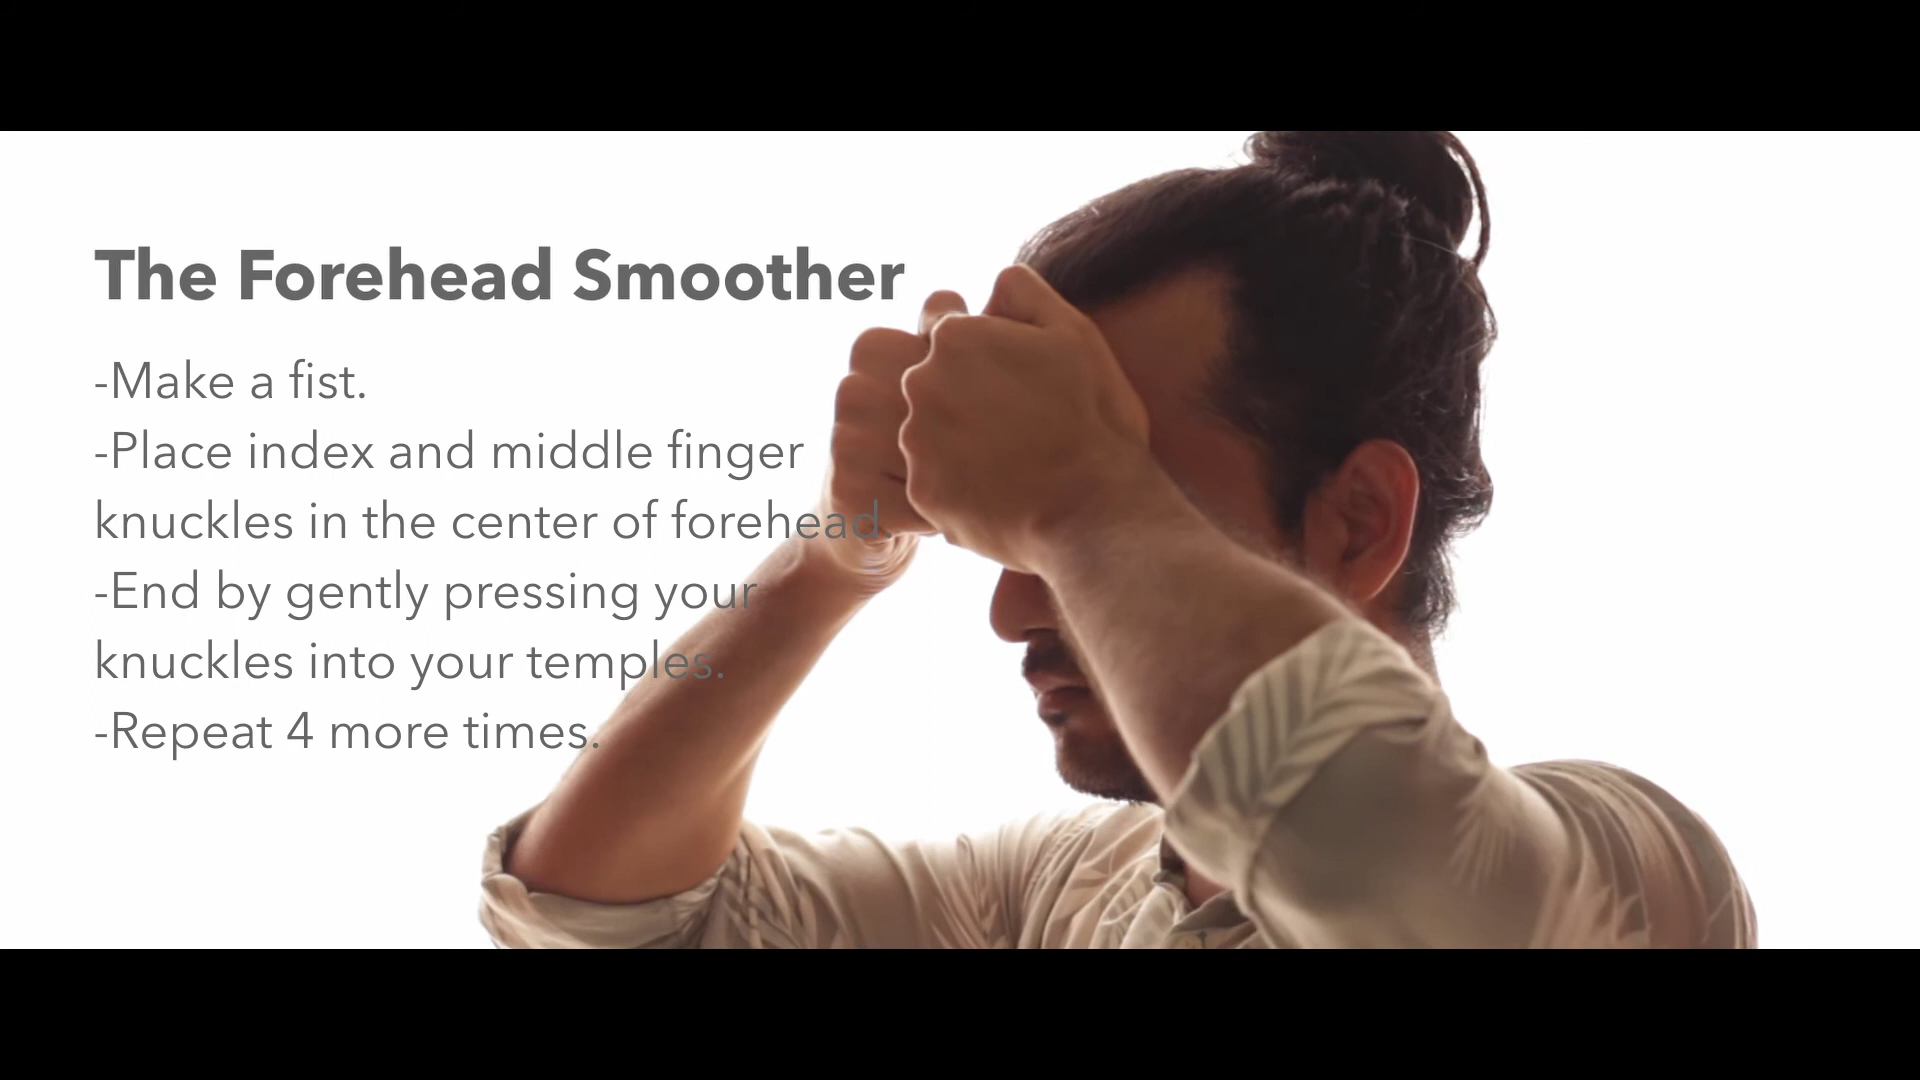 The Forehead Smoother
-Make a fist.
-Place index and middle finger
knuckles in the center of forehead.
-End by gently pressing your
knuckles into your temples.
-Repeat 4 more times.